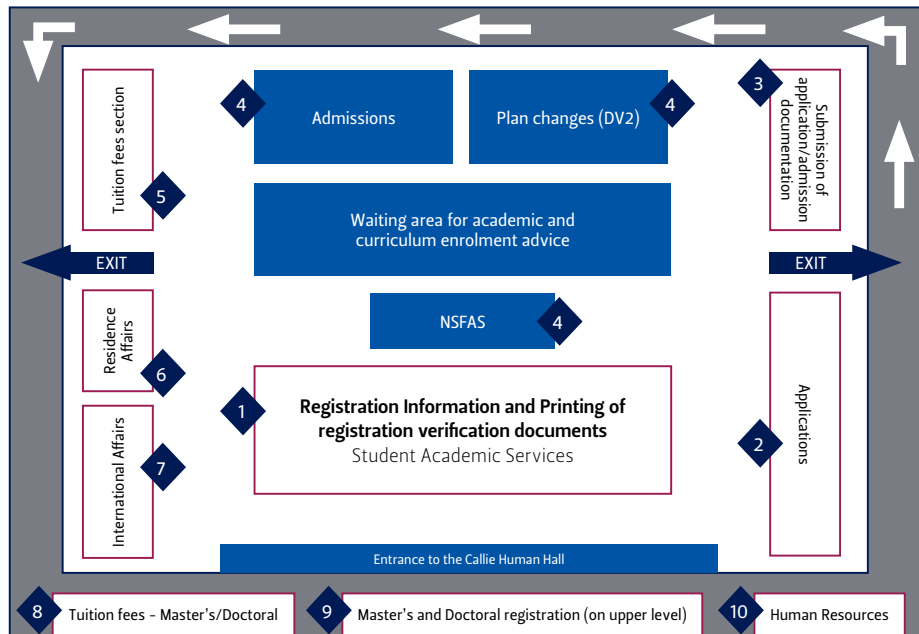 4
Admissions
Plan changes (DV2)
4
3
Submission of
application/admission
documentation
Tuition fees section
5
Waiting area for academic and
curriculum enrolment advice
EXIT
EXIT
NSFAS
4
Residence
Affairs
6
1
Registration Information and Printing of
registration verification documents
Student Academic Services
2
Applications
International Affairs
7
Entrance to the Callie Human Hall
8
Tuition fees – Master's/Doctoral
9
Master's and Doctoral registration (on upper level)
10
Human Resources